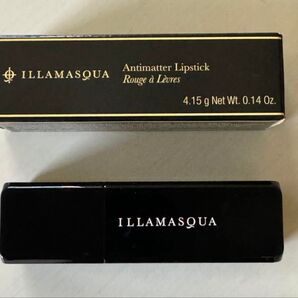 ILLAMASQUA
Antimatter Lipstick
Rouge à Lèvres
4.15 g Net Wt. 0.14 Oz.
ILLAMASQUA